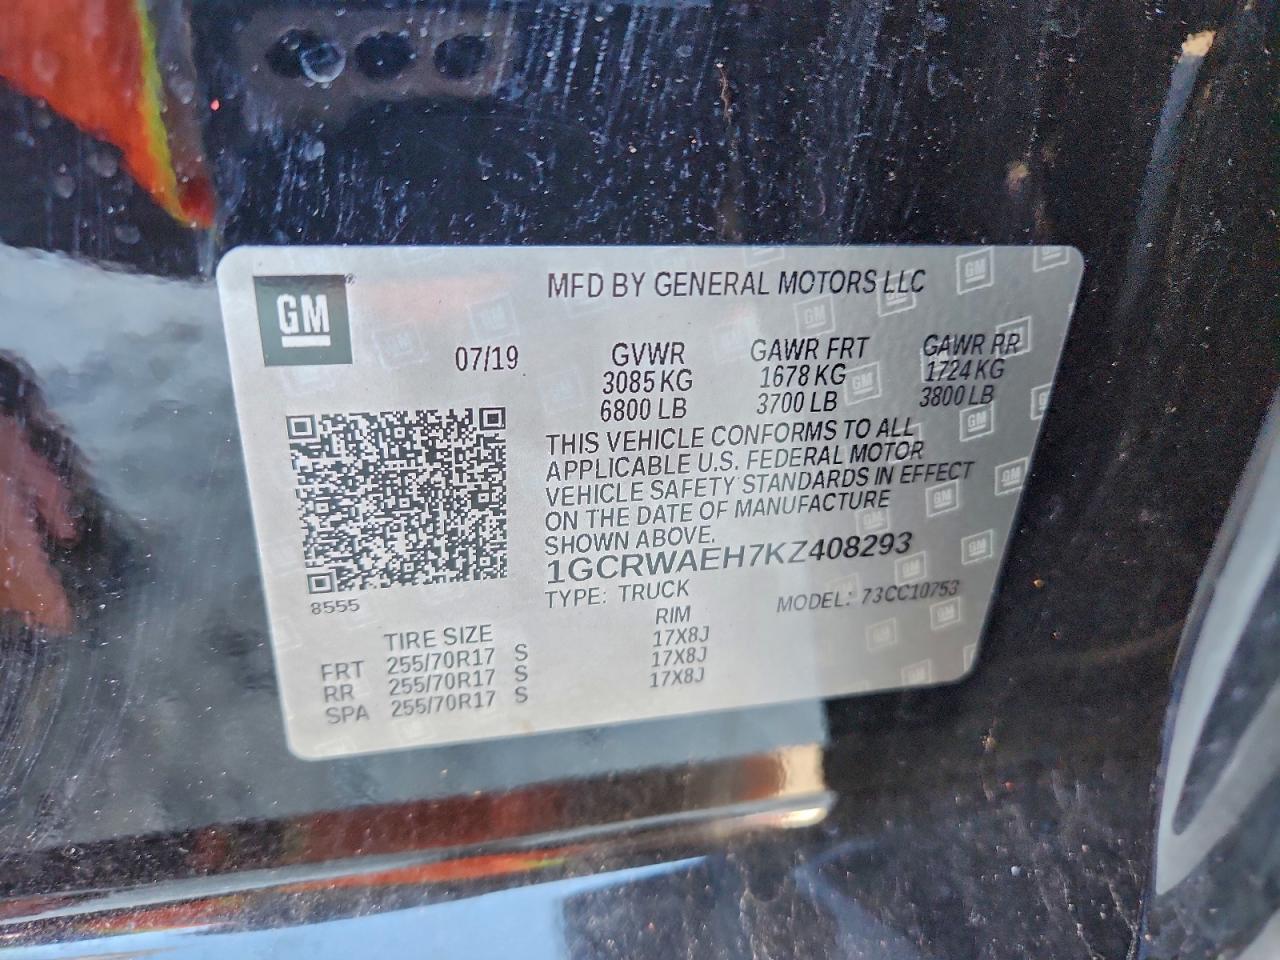 GM
MFD BY GENERAL MOTORS LLC
07/19
GVWR GAWR FRT GAWR RR
3085 KG 1678 KG 1724 KG
6800 LB 3700 LB 3800 LB
THIS VEHICLE CONFORMS TO ALL
APPLICABLE U.S. FEDERAL MOTOR
VEHICLE SAFETY STANDARDS IN EFFECT
ON THE DATE OF MANUFACTURE
SHOWN ABOVE.
1GCRWAEH7KZ408293
TYPE: TRUCK MODEL: 73CC10753
8555
TIRE SIZE RIM
FRT 255/70R17 S 17X8J
RR 255/70R17 S 17X8J
SPA 255/70R17 S 17X8J